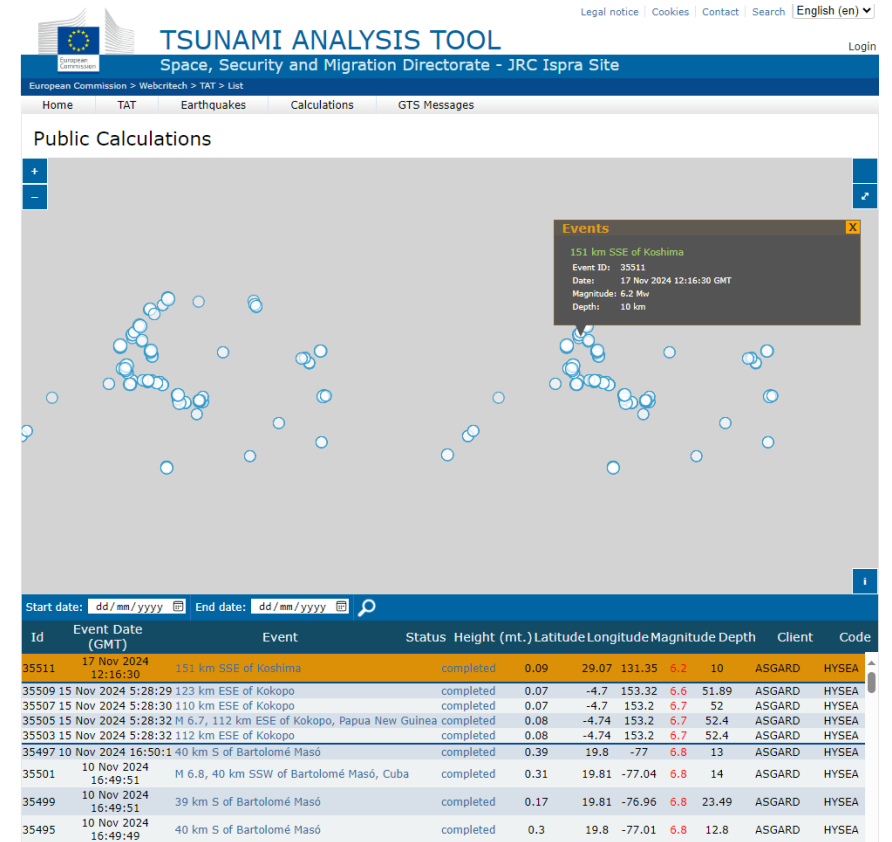 Legal notice Cookies Contact Search English (en)
European
Commission
TSUNAMI ANALYSIS TOOL
Login
Space, Security and Migration Directorate - JRC Ispra Site
European Commission > Webcritech > TAT > List
Home TAT Earthquakes Calculations GTS Messages
Public Calculations
+
−
Events X
151 km SSE of Koshima
Event ID: 35511
Date: 17 Nov 2024 12:16:30 GMT
Magnitude: 6.2 Mw
Depth: 10 km
i
Start date: dd/mm/yyyy End date: dd/mm/yyyy
Id Event Date (GMT) Event Status Height (mt.) Latitude Longitude Magnitude Depth Client Code
35511 17 Nov 2024 12:16:30 151 km SSE of Koshima completed 0.09 29.07 131.35 6.2 10 ASGARD HYSEA
35509 15 Nov 2024 5:28:29 123 km ESE of Kokopo completed 0.07 -4.7 153.32 6.6 51.89 ASGARD HYSEA
35507 15 Nov 2024 5:28:30 110 km ESE of Kokopo completed 0.07 -4.7 153.2 6.7 52 ASGARD HYSEA
35505 15 Nov 2024 5:28:32 M 6.7, 112 km ESE of Kokopo, Papua New Guinea completed 0.08 -4.74 153.2 6.7 52.4 ASGARD HYSEA
35503 15 Nov 2024 5:28:32 112 km ESE of Kokopo completed 0.08 -4.74 153.2 6.7 52.4 ASGARD HYSEA
35497 10 Nov 2024 16:50:1 40 km S of Bartolomé Masó completed 0.39 19.8 -77 6.8 13 ASGARD HYSEA
35501 10 Nov 2024 16:49:51 M 6.8, 40 km SSW of Bartolomé Masó, Cuba completed 0.31 19.81 -77.04 6.8 14 ASGARD HYSEA
35499 10 Nov 2024 16:49:51 39 km S of Bartolomé Masó completed 0.17 19.81 -76.96 6.8 23.49 ASGARD HYSEA
35495 10 Nov 2024 16:49:49 40 km S of Bartolomé Masó completed 0.3 19.8 -77.01 6.8 12.8 ASGARD HYSEA